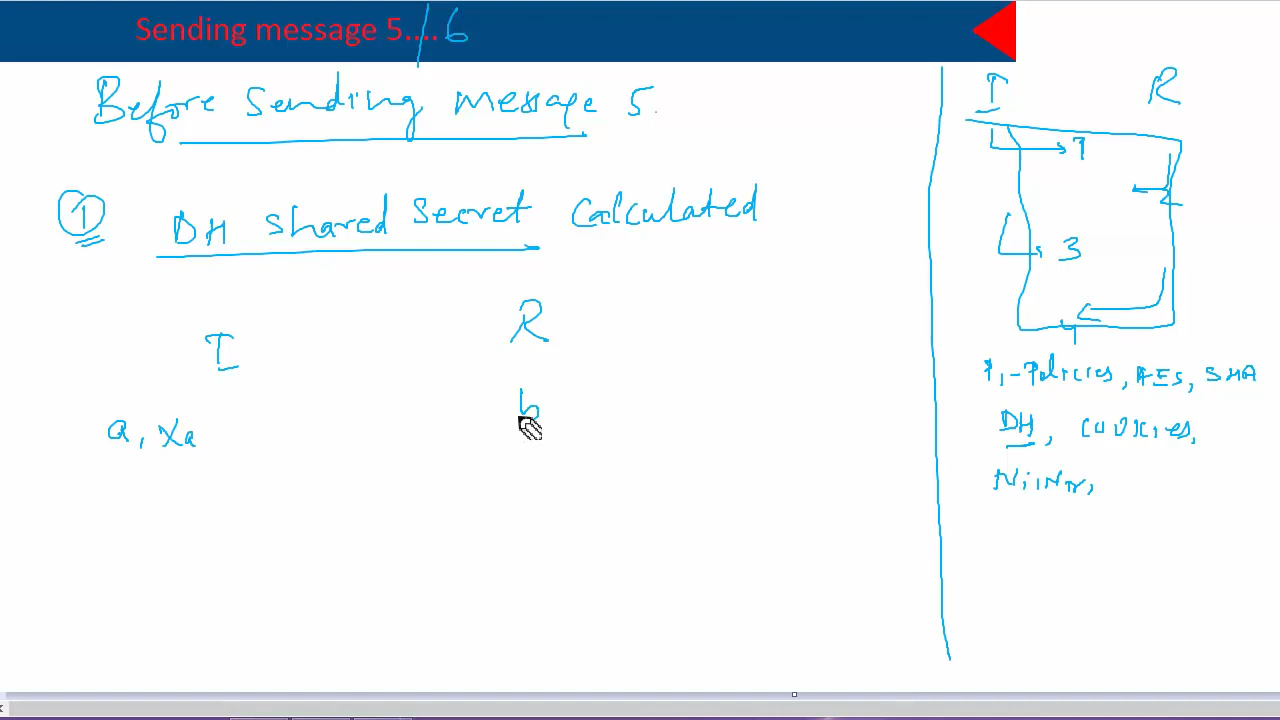 Sending message 5..../6
Before Sending message 5.
① DH Shared Secret Calculated
I R
a, Xa b
I R
1
2
3
4
1,-Policies, AES, SHA
DH, cookies,
Ni, Nr,